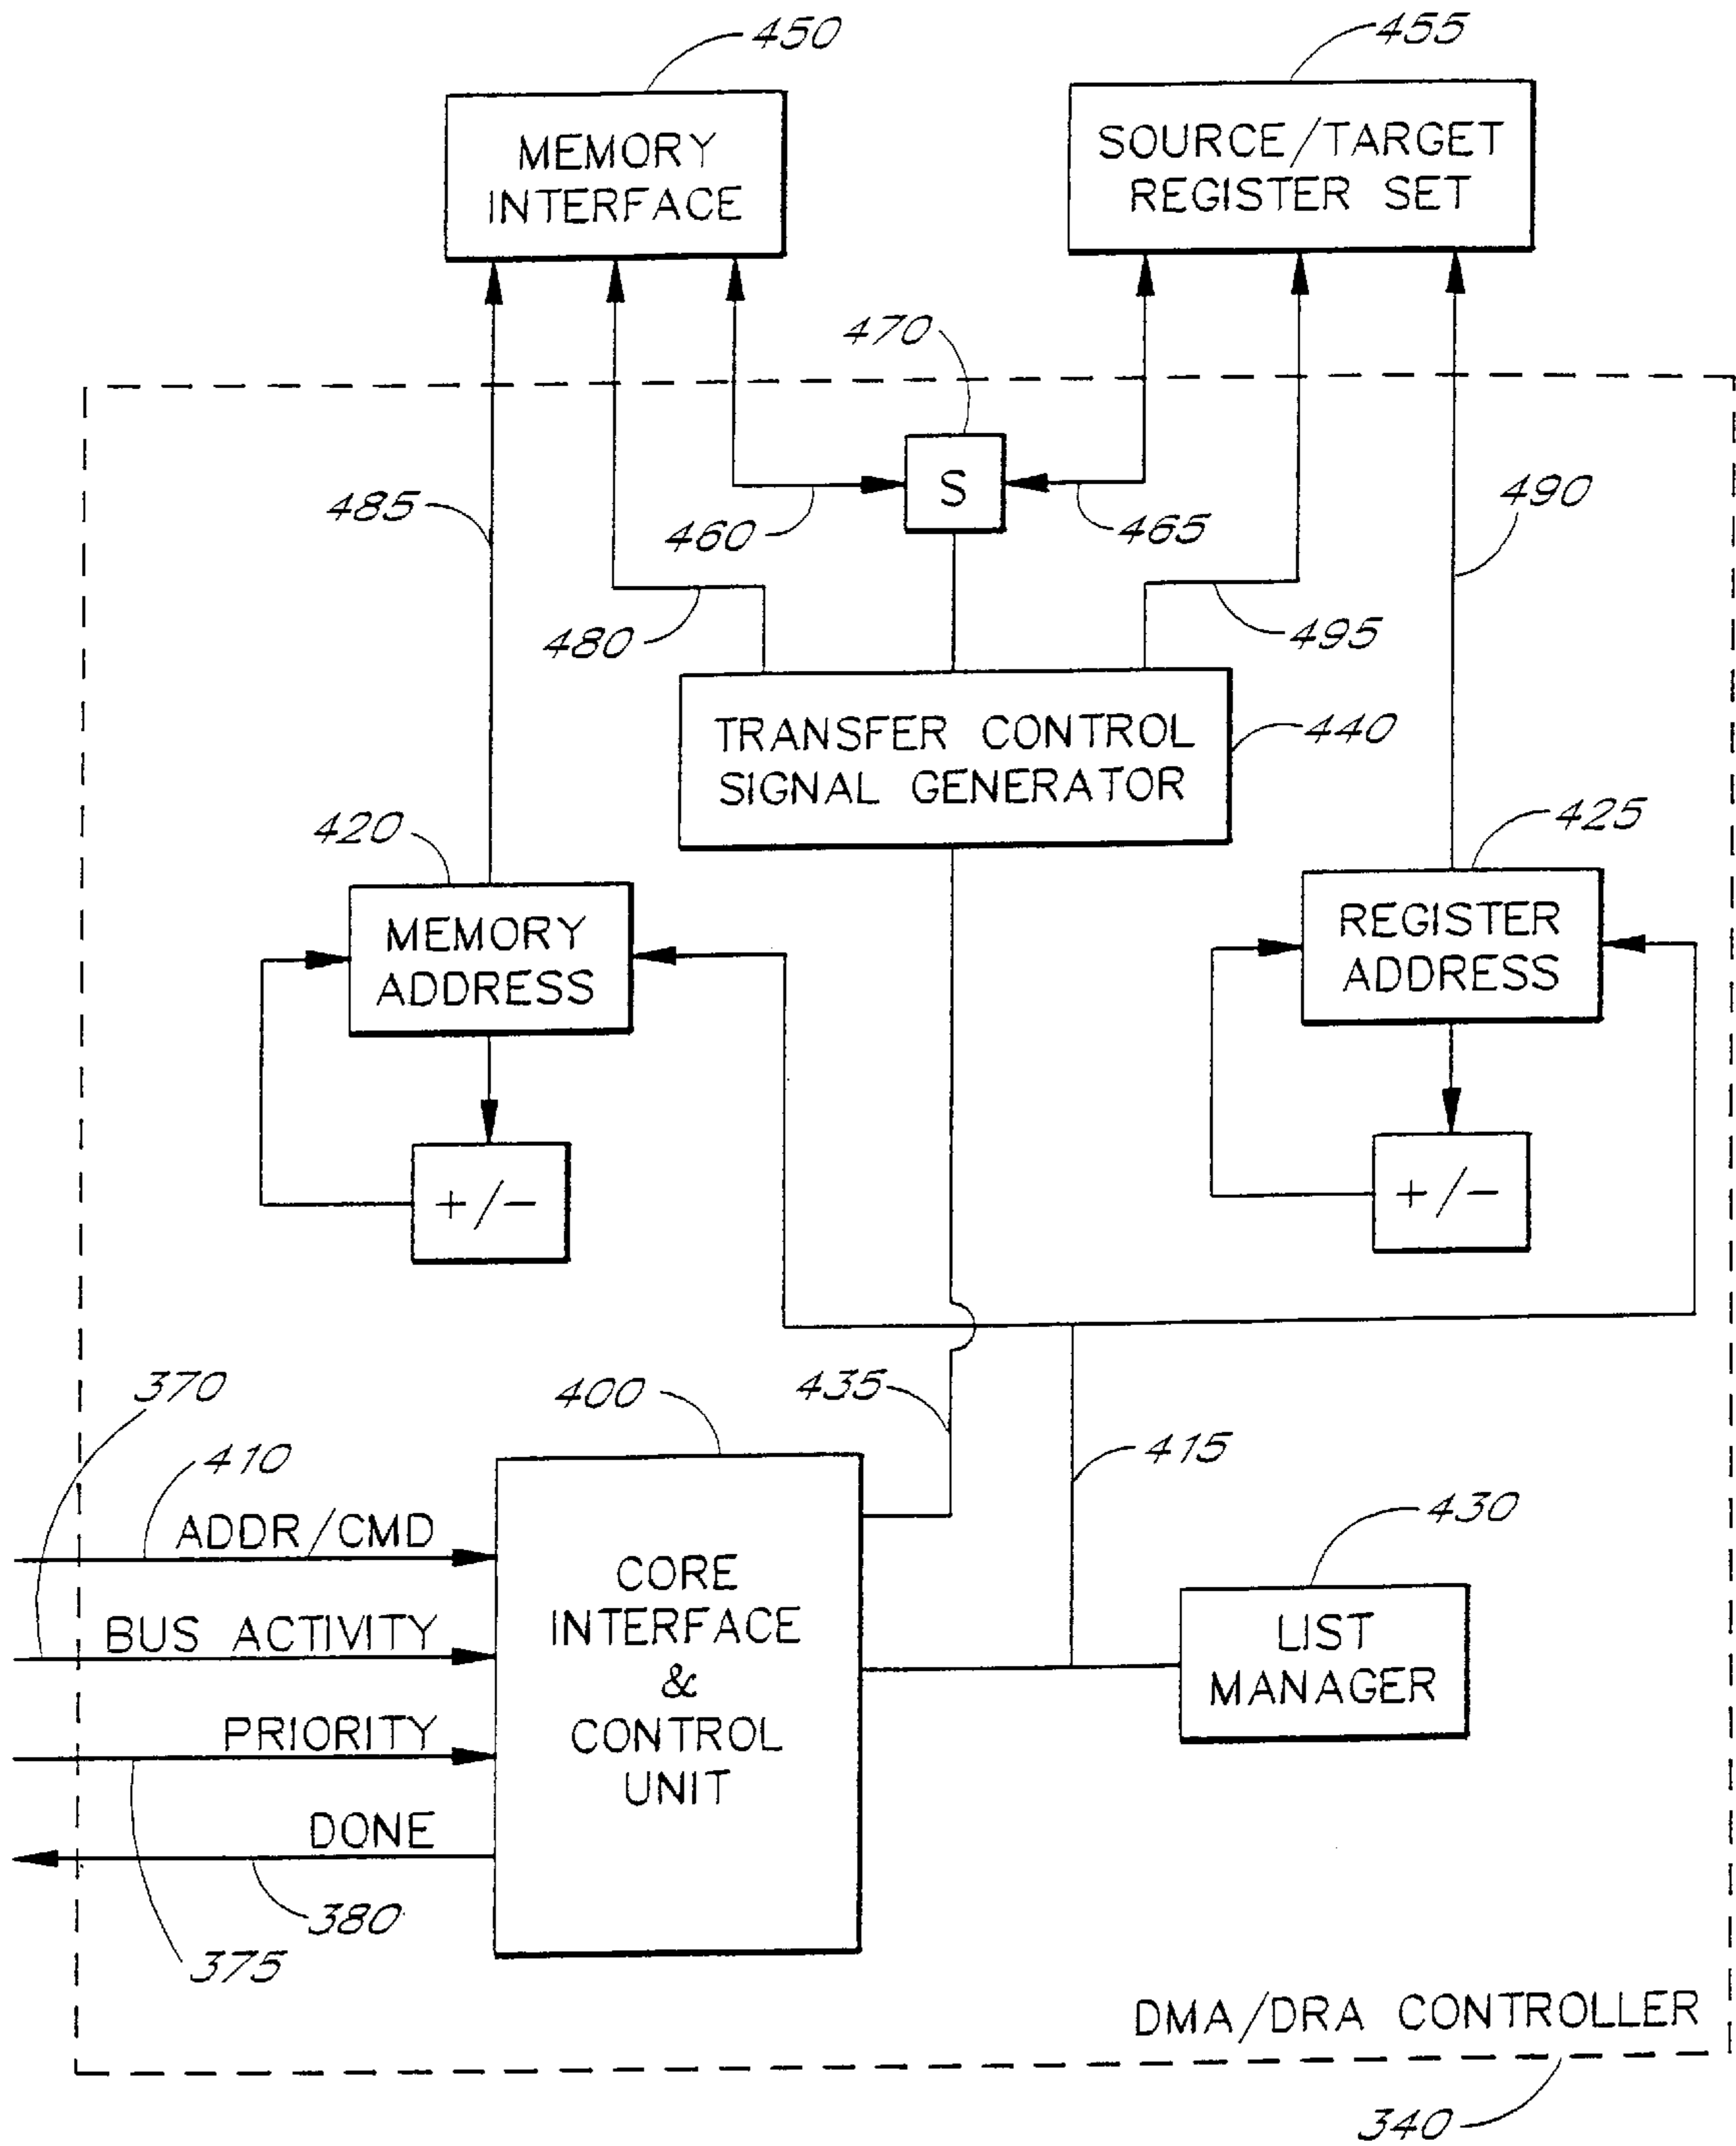 450
455
MEMORY
INTERFACE
SOURCE/TARGET
REGISTER SET
470
S
485
460
465
490
480
495
TRANSFER CONTROL
SIGNAL GENERATOR
440
420
425
MEMORY
ADDRESS
REGISTER
ADDRESS
+/-
+/-
370
400
435
410
415
ADDR/CMD
430
CORE
INTERFACE
&
CONTROL
UNIT
BUS ACTIVITY
LIST
MANAGER
PRIORITY
DONE
380
375
DMA/DRA CONTROLLER
340